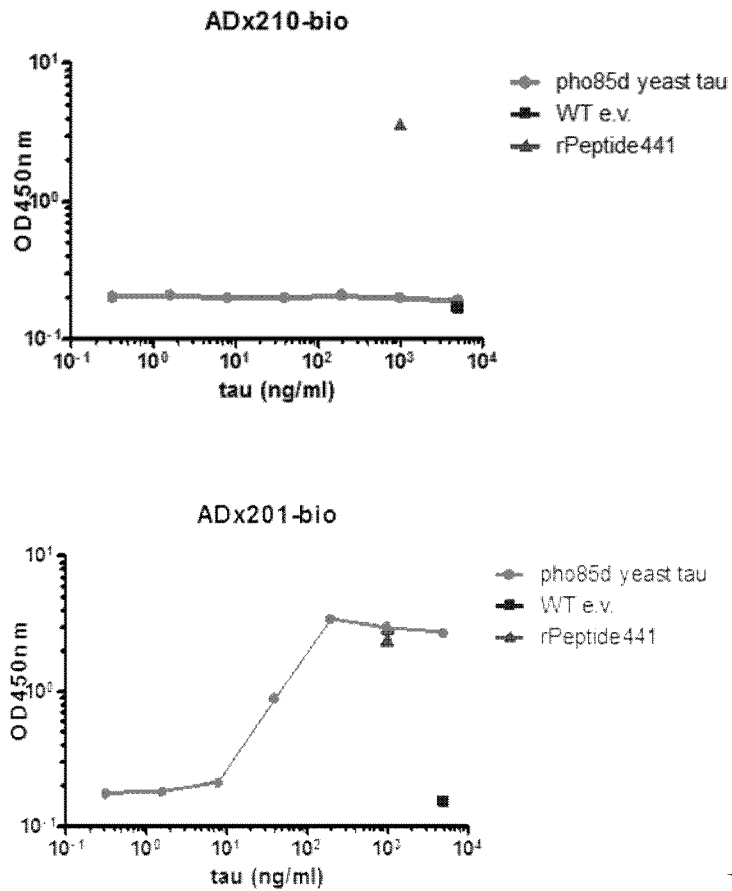 ADx210-bio
OD450nm
10¹
10⁰
10⁻¹
10⁻¹ 10⁰ 10¹ 10² 10³ 10⁴
tau (ng/ml)
pho85d yeast tau
WT e.v.
rPeptide441
ADx201-bio
OD450nm
10¹
10⁰
10⁻¹
10⁻¹ 10⁰ 10¹ 10² 10³ 10⁴
tau (ng/ml)
pho85d yeast tau
WT e.v.
rPeptide441